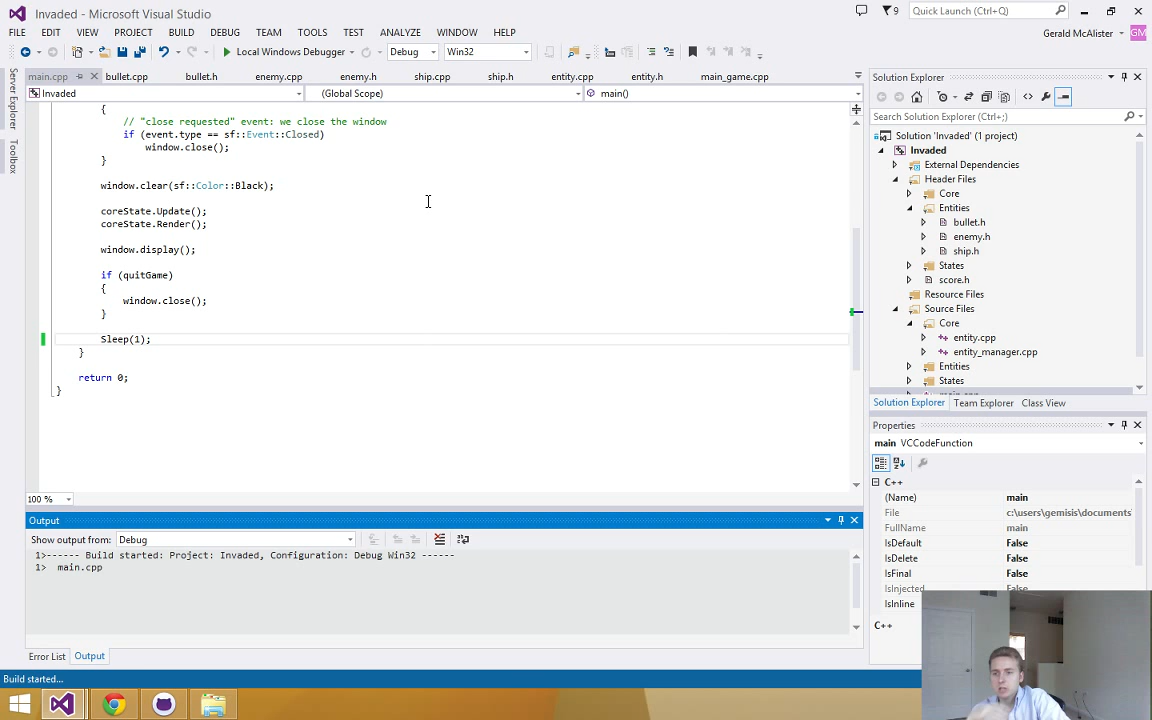 Invaded - Microsoft Visual Studio
9
Quick Launch (Ctrl+Q)
FILE EDIT VIEW PROJECT BUILD DEBUG TEAM TOOLS TEST ANALYZE WINDOW HELP
Gerald McAlister GM
Local Windows Debugger Debug Win32
Server Explorer
Toolbox
main.cpp bullet.cpp bullet.h enemy.cpp enemy.h ship.cpp ship.h entity.cpp entity.h main_game.cpp
Invaded (Global Scope) main()
{
// "close requested" event: we close the window
if (event.type == sf::Event::Closed)
window.close();
}
window.clear(sf::Color::Black);
coreState.Update();
coreState.Render();
window.display();
if (quitGame)
{
window.close();
}
Sleep(1);
}
return 0;
}
100 %
Output
Show output from: Debug
1>------ Build started: Project: Invaded, Configuration: Debug Win32 ------
1>  main.cpp
Error List Output
Build started...
Solution Explorer
Search Solution Explorer (Ctrl+;)
Solution 'Invaded' (1 project)
Invaded
External Dependencies
Header Files
Core
Entities
bullet.h
enemy.h
ship.h
States
score.h
Resource Files
Source Files
Core
entity.cpp
entity_manager.cpp
Entities
States
Solution Explorer Team Explorer Class View
Properties
main VCCodeFunction
C++
(Name) main
File c:\users\gemisis\documents
FullName main
IsDefault False
IsDelete False
IsFinal False
IsInjected False
IsInline
C++